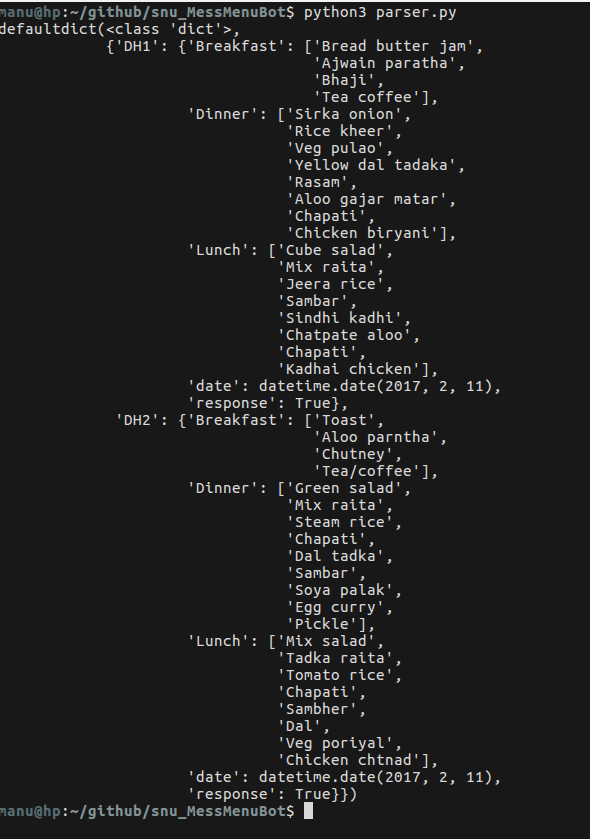 manu@hp:~/github/snu_MessMenuBot$ python3 parser.py
defaultdict(<class 'dict'>,
{'DH1': {'Breakfast': ['Bread butter jam',
'Ajwain paratha',
'Bhaji',
'Tea coffee'],
'Dinner': ['Sirka onion',
'Rice kheer',
'Veg pulao',
'Yellow dal tadaka',
'Rasam',
'Aloo gajar matar',
'Chapati',
'Chicken biryani'],
'Lunch': ['Cube salad',
'Mix raita',
'Jeera rice',
'Sambar',
'Sindhi kadhi',
'Chatpate aloo',
'Chapati',
'Kadhai chicken'],
'date': datetime.date(2017, 2, 11),
'response': True},
'DH2': {'Breakfast': ['Toast',
'Aloo parntha',
'Chutney',
'Tea/coffee'],
'Dinner': ['Green salad',
'Mix raita',
'Steam rice',
'Chapati',
'Dal tadka',
'Sambar',
'Soya palak',
'Egg curry',
'Pickle'],
'Lunch': ['Mix salad',
'Tadka raita',
'Tomato rice',
'Chapati',
'Sambher',
'Dal',
'Veg poriyal',
'Chicken chtnad'],
'date': datetime.date(2017, 2, 11),
'response': True}})
manu@hp:~/github/snu_MessMenuBot$